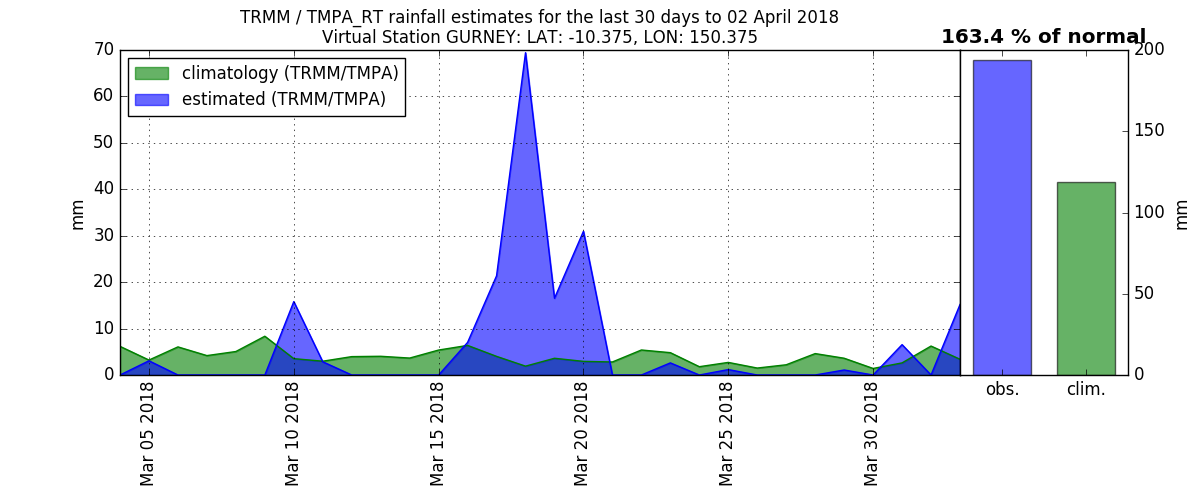 TRMM / TMPA_RT rainfall estimates for the last 30 days to 02 April 2018
Virtual Station GURNEY: LAT: -10.375, LON: 150.375
163.4 % of normal
climatology (TRMM/TMPA)
estimated (TRMM/TMPA)
70
60
50
40
30
20
10
0
mm
Mar 05 2018
Mar 10 2018
Mar 15 2018
Mar 20 2018
Mar 25 2018
Mar 30 2018
200
150
100
50
0
mm
obs.
clim.